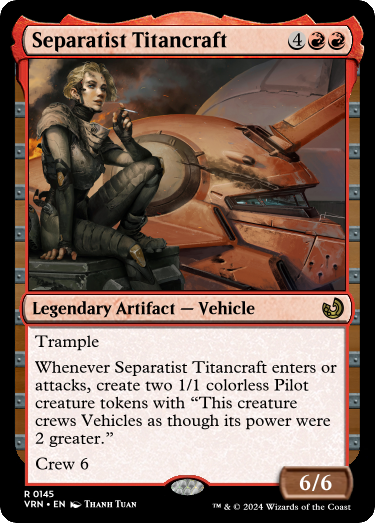 Separatist Titancraft 4
Legendary Artifact — Vehicle
Trample
Whenever Separatist Titancraft enters or
attacks, create two 1/1 colorless Pilot
creature tokens with “This creature
crews Vehicles as though its power were
2 greater.”
Crew 6
6/6
R 0145
VRN • EN Thanh Tuan
™ & © 2024 Wizards of the Coast